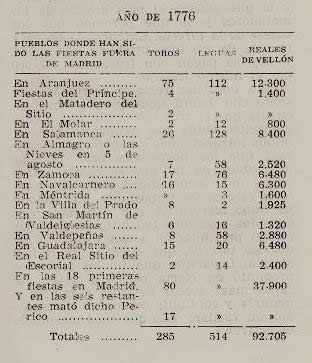 AÑO DE 1776
PUEBLOS DONDE HAN SI-
DO LAS FIESTAS FUERA
DE MADRID TOROS LEGUAS REALES DE VELLÓN
En Aranjuez ......... 75 112 12.300
Fiestas del Príncipe. 4 » 1.400
En el Matadero del
Sitio ................ 2 » »
En El Molar ......... 2 12 800
En Salamanca ....... 26 128 8.400
En Almagro o las
Nieves en 5 de
agosto ............... 7 58 2,520
En Zamora ........... 17 76 6.480
En Navalcarnero .... 16 15 6.300
En Méntrida ......... » 3 1.600
En la Villa del Prado 8 2 1.925
En San Martín de
Valdeiglesias ...... 6 16 1.320
En Valdepeñas ...... 8 58 2.880
En Guadalajara ...... 15 20 6,480
En el Real Sitio del
Escorial ............ 2 14 2.400
En las 18 primeras
fiestas en Madrid. 80 » 37.900
Y en las seis restan-
tes mató dicho Pe-
rico ................. 17 » »
Totales ......... 285 514 92.705